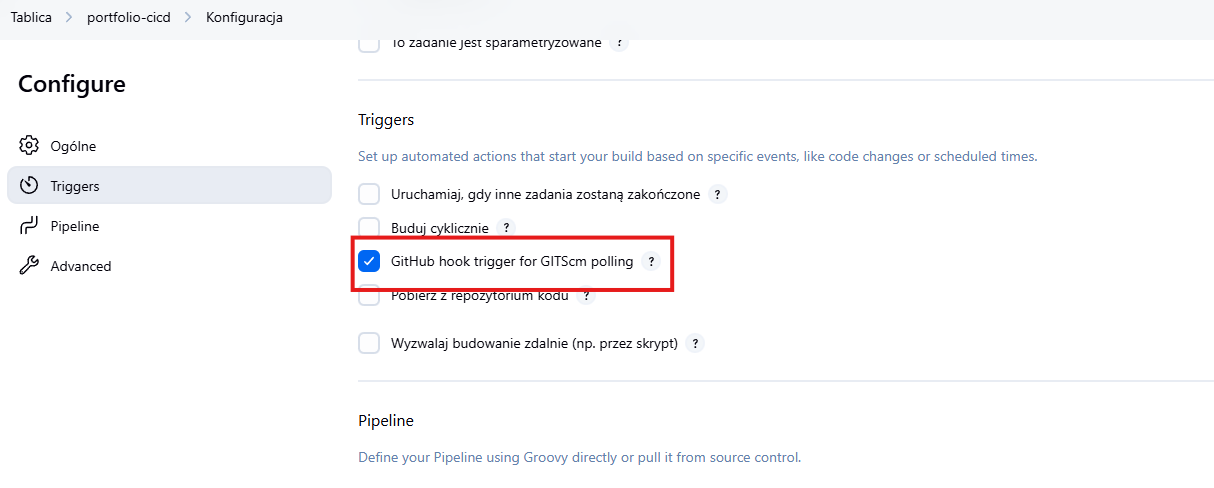 Tablica > portfolio-cicd > Konfiguracja
To zadanie jest sparametryzowane ?
Configure
Ogólne
Triggers
Pipeline
Advanced
Triggers
Set up automated actions that start your build based on specific events, like code changes or scheduled times.
Uruchamiaj, gdy inne zadania zostaną zakończone ?
Buduj cyklicznie ?
GitHub hook trigger for GITScm polling ?
Pobierz z repozytorium kodu ?
Wyzwalaj budowanie zdalnie (np. przez skrypt) ?
Pipeline
Define your Pipeline using Groovy directly or pull it from source control.